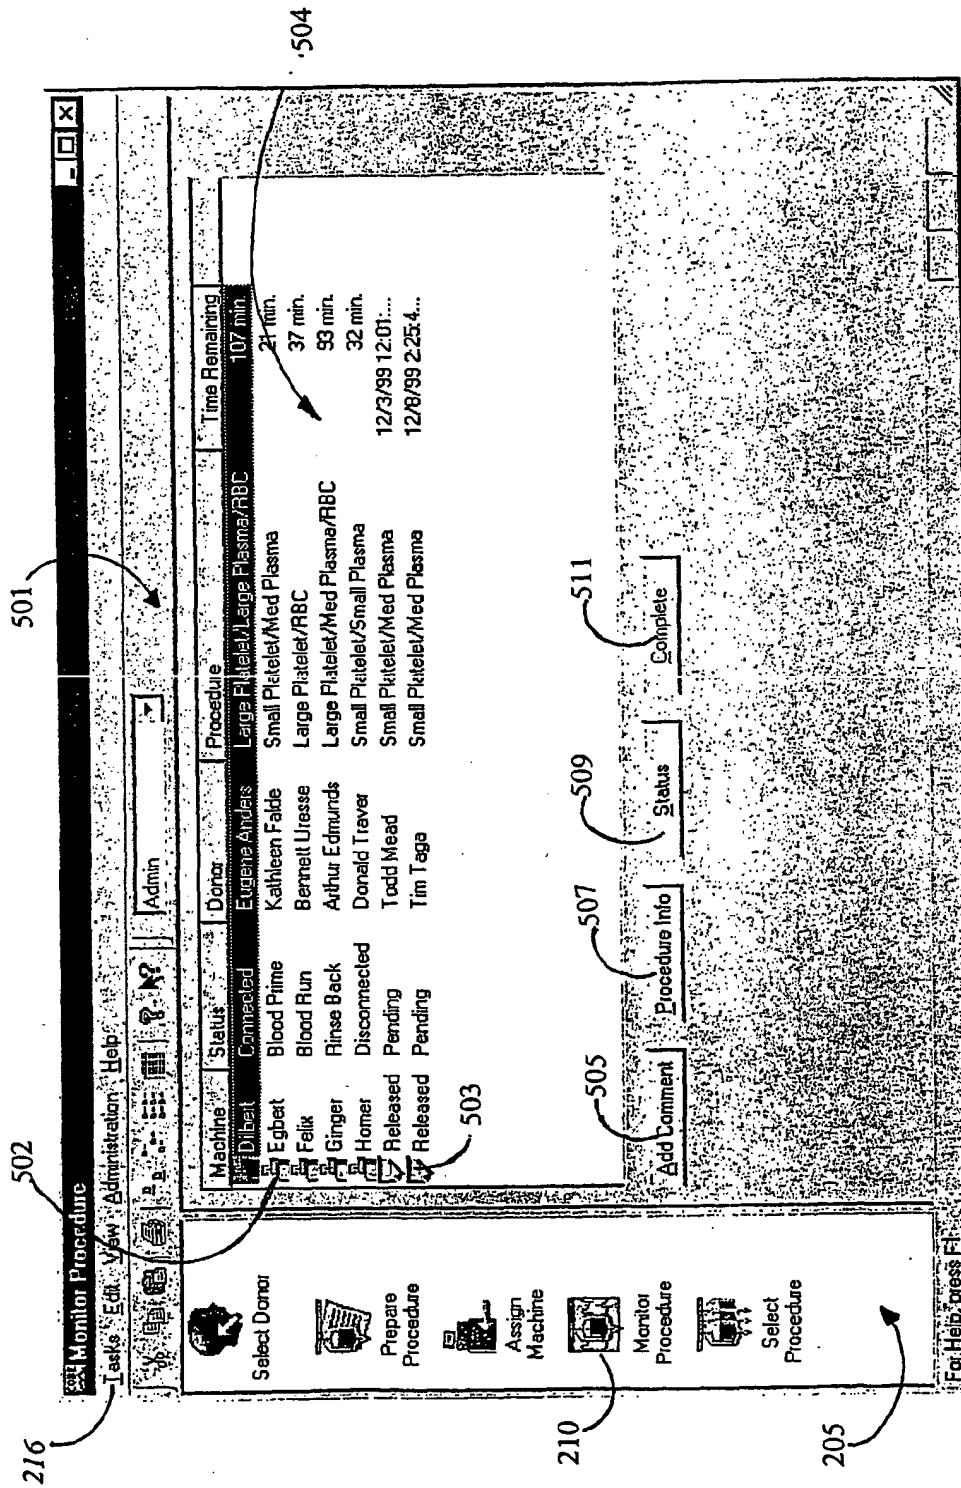 501
502
Monitor Procedure
216
Tasks Edit View Administration Help
Admin
504
Machine Status Donor Procedure Time Remaining
Dilbert Connected Eugene Anders Large Platelet/Large Plasma/RBC 107 min.
Egbert Blood Prime Kathleen Falde Small Platelet/Med Plasma 21 min.
Felix Blood Run Bennett Uresse Large Platelet/RBC 37 min.
Ginger Rinse Back Arthur Edmunds Large Platelet/Med Plasma/RBC 93 min.
Homer Disconnected Donald Traver Small Platelet/Small Plasma 32 min.
Released Pending Todd Mead Small Platelet/Med Plasma 12/3/99 12:01:...
Released Pending Tim Taga Small Platelet/Med Plasma 12/8/99 2:25:4...
503
Select Donor
Prepare
Procedure
Assign
Machine
Monitor
Procedure
Select
Procedure
210
205
505
507
509
511
Add Comment Procedure Info Status Complete
For Help, press F1